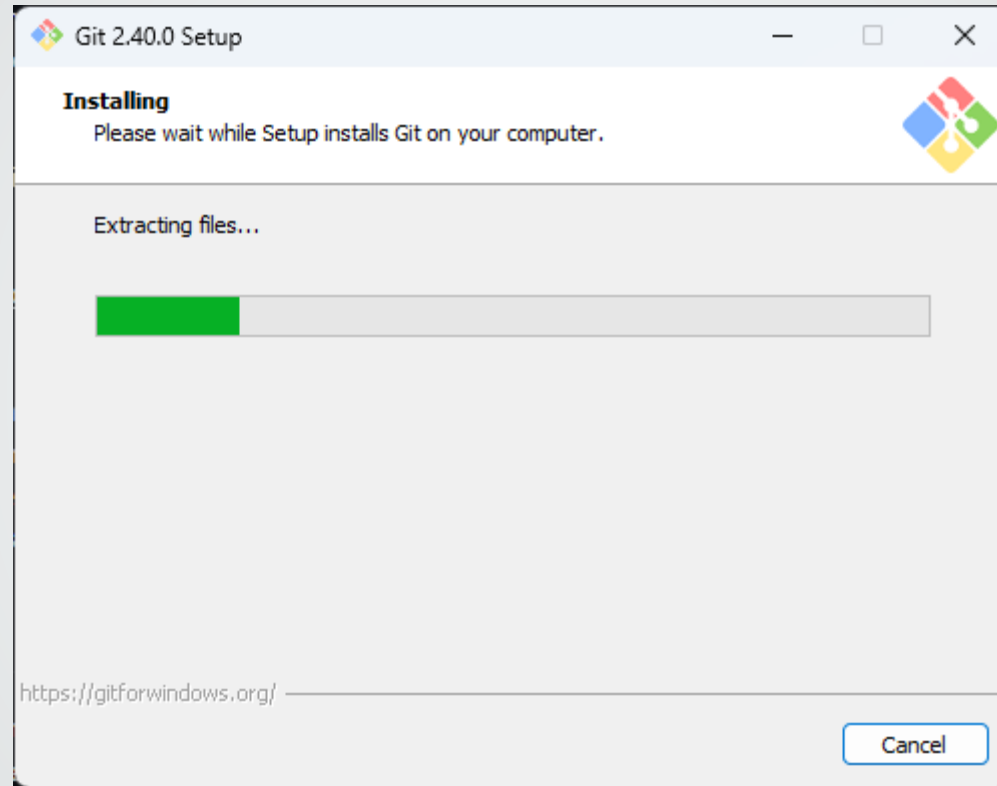 Git 2.40.0 Setup
Installing
Please wait while Setup installs Git on your computer.
Extracting files...
https://gitforwindows.org/
Cancel